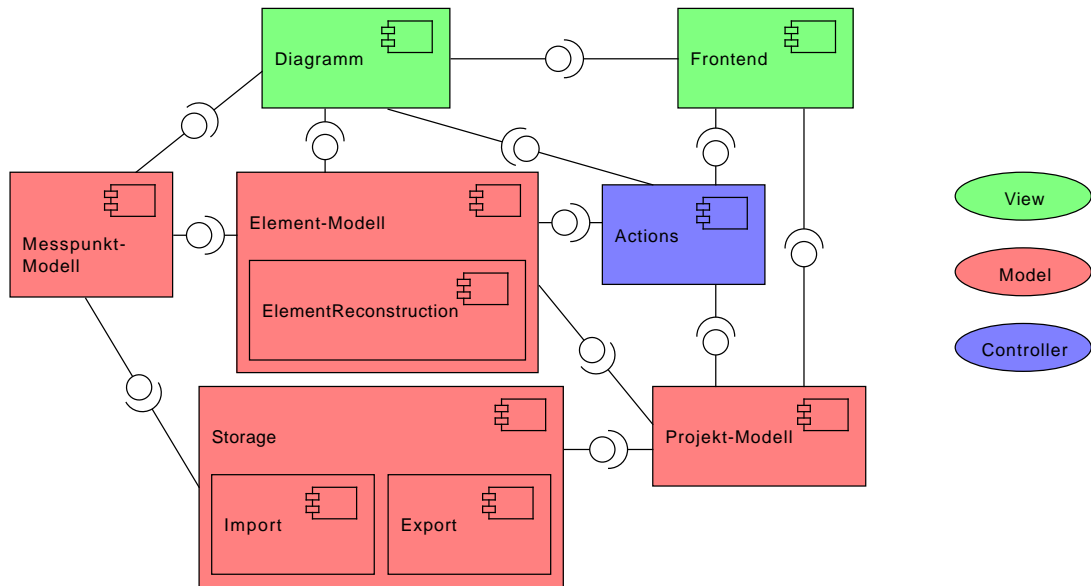 Diagramm
Frontend
Messpunkt-
Modell
Element-Modell
ElementReconstruction
Actions
View
Model
Controller
Storage
Import
Export
Projekt-Modell